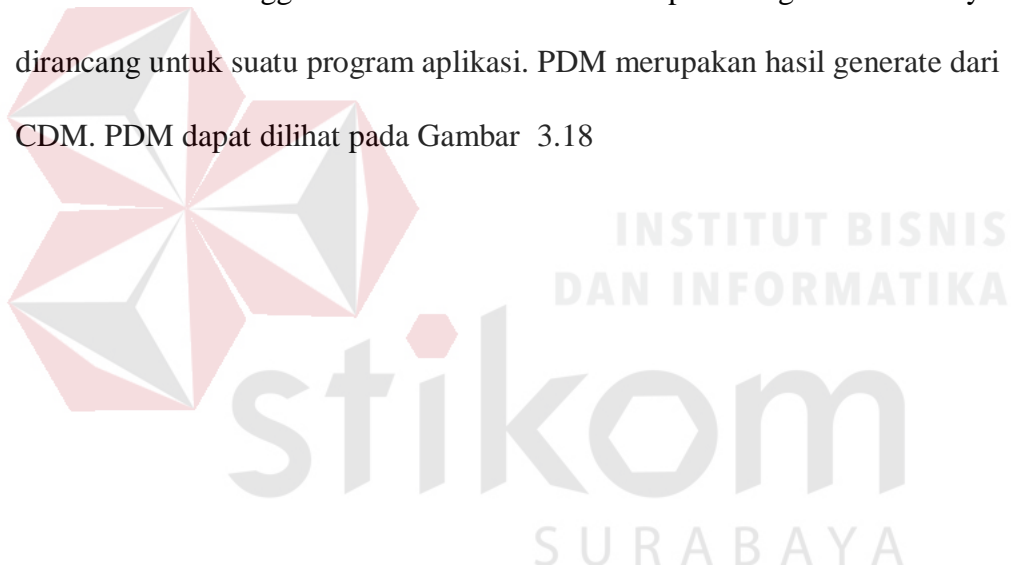 dirancang untuk suatu program aplikasi. PDM merupakan hasil generate dari
CDM. PDM dapat dilihat pada Gambar 3.18
INSTITUT BISNIS
DAN INFORMATIKA
stikom
SURABAYA